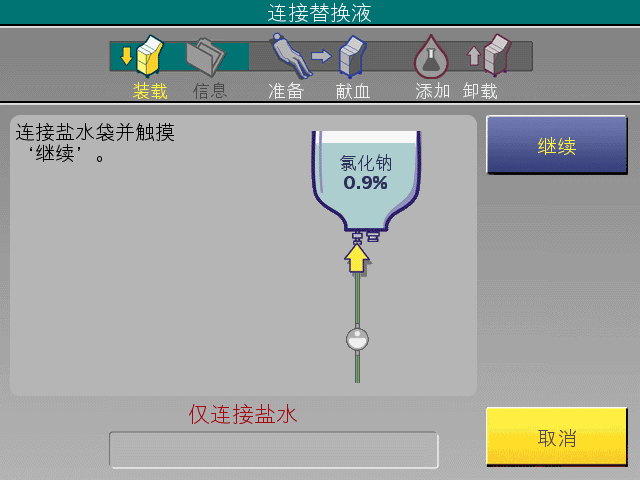 连接替换液
装载 信息 准备 献血 添加 卸载
连接盐水袋并触摸
‘继续’。
氯化钠
0.9%
继续
仅连接盐水
取消